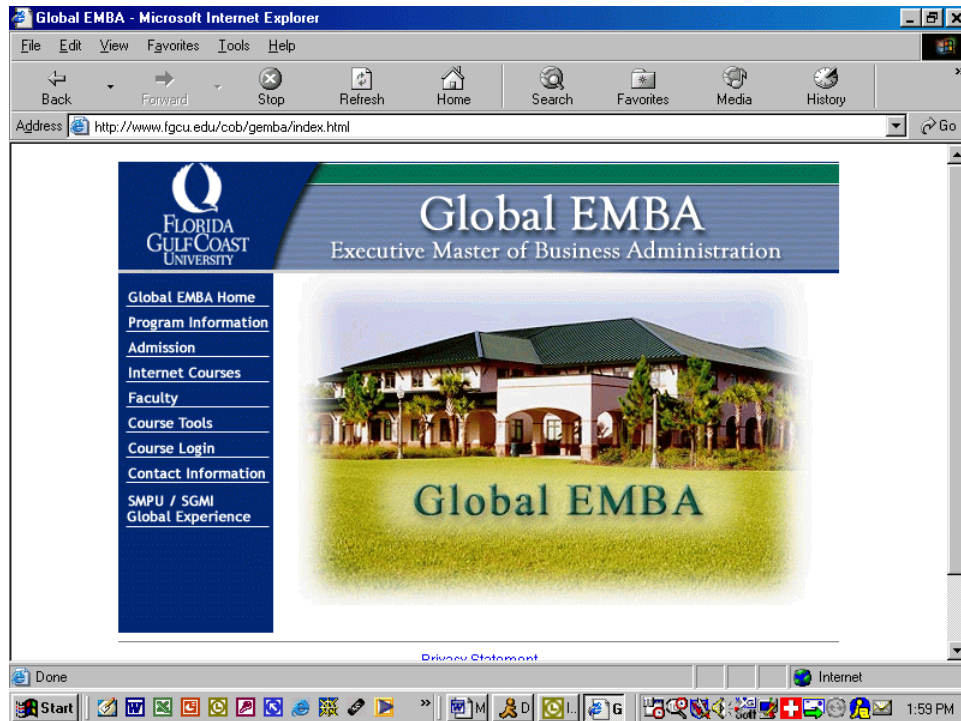 Global EMBA - Microsoft Internet Explorer
File Edit View Favorites Tools Help
Back Forward Stop Refresh Home Search Favorites Media History
Address http://www.fgcu.edu/cob/gemba/index.html Go
FLORIDA
GULF COAST
UNIVERSITY
Global EMBA
Executive Master of Business Administration
Global EMBA Home
Program Information
Admission
Internet Courses
Faculty
Course Tools
Course Login
Contact Information
SMPU / SGMI
Global Experience
Global EMBA
Privacy Statement
Done Internet
Start M D I... G 1:59 PM